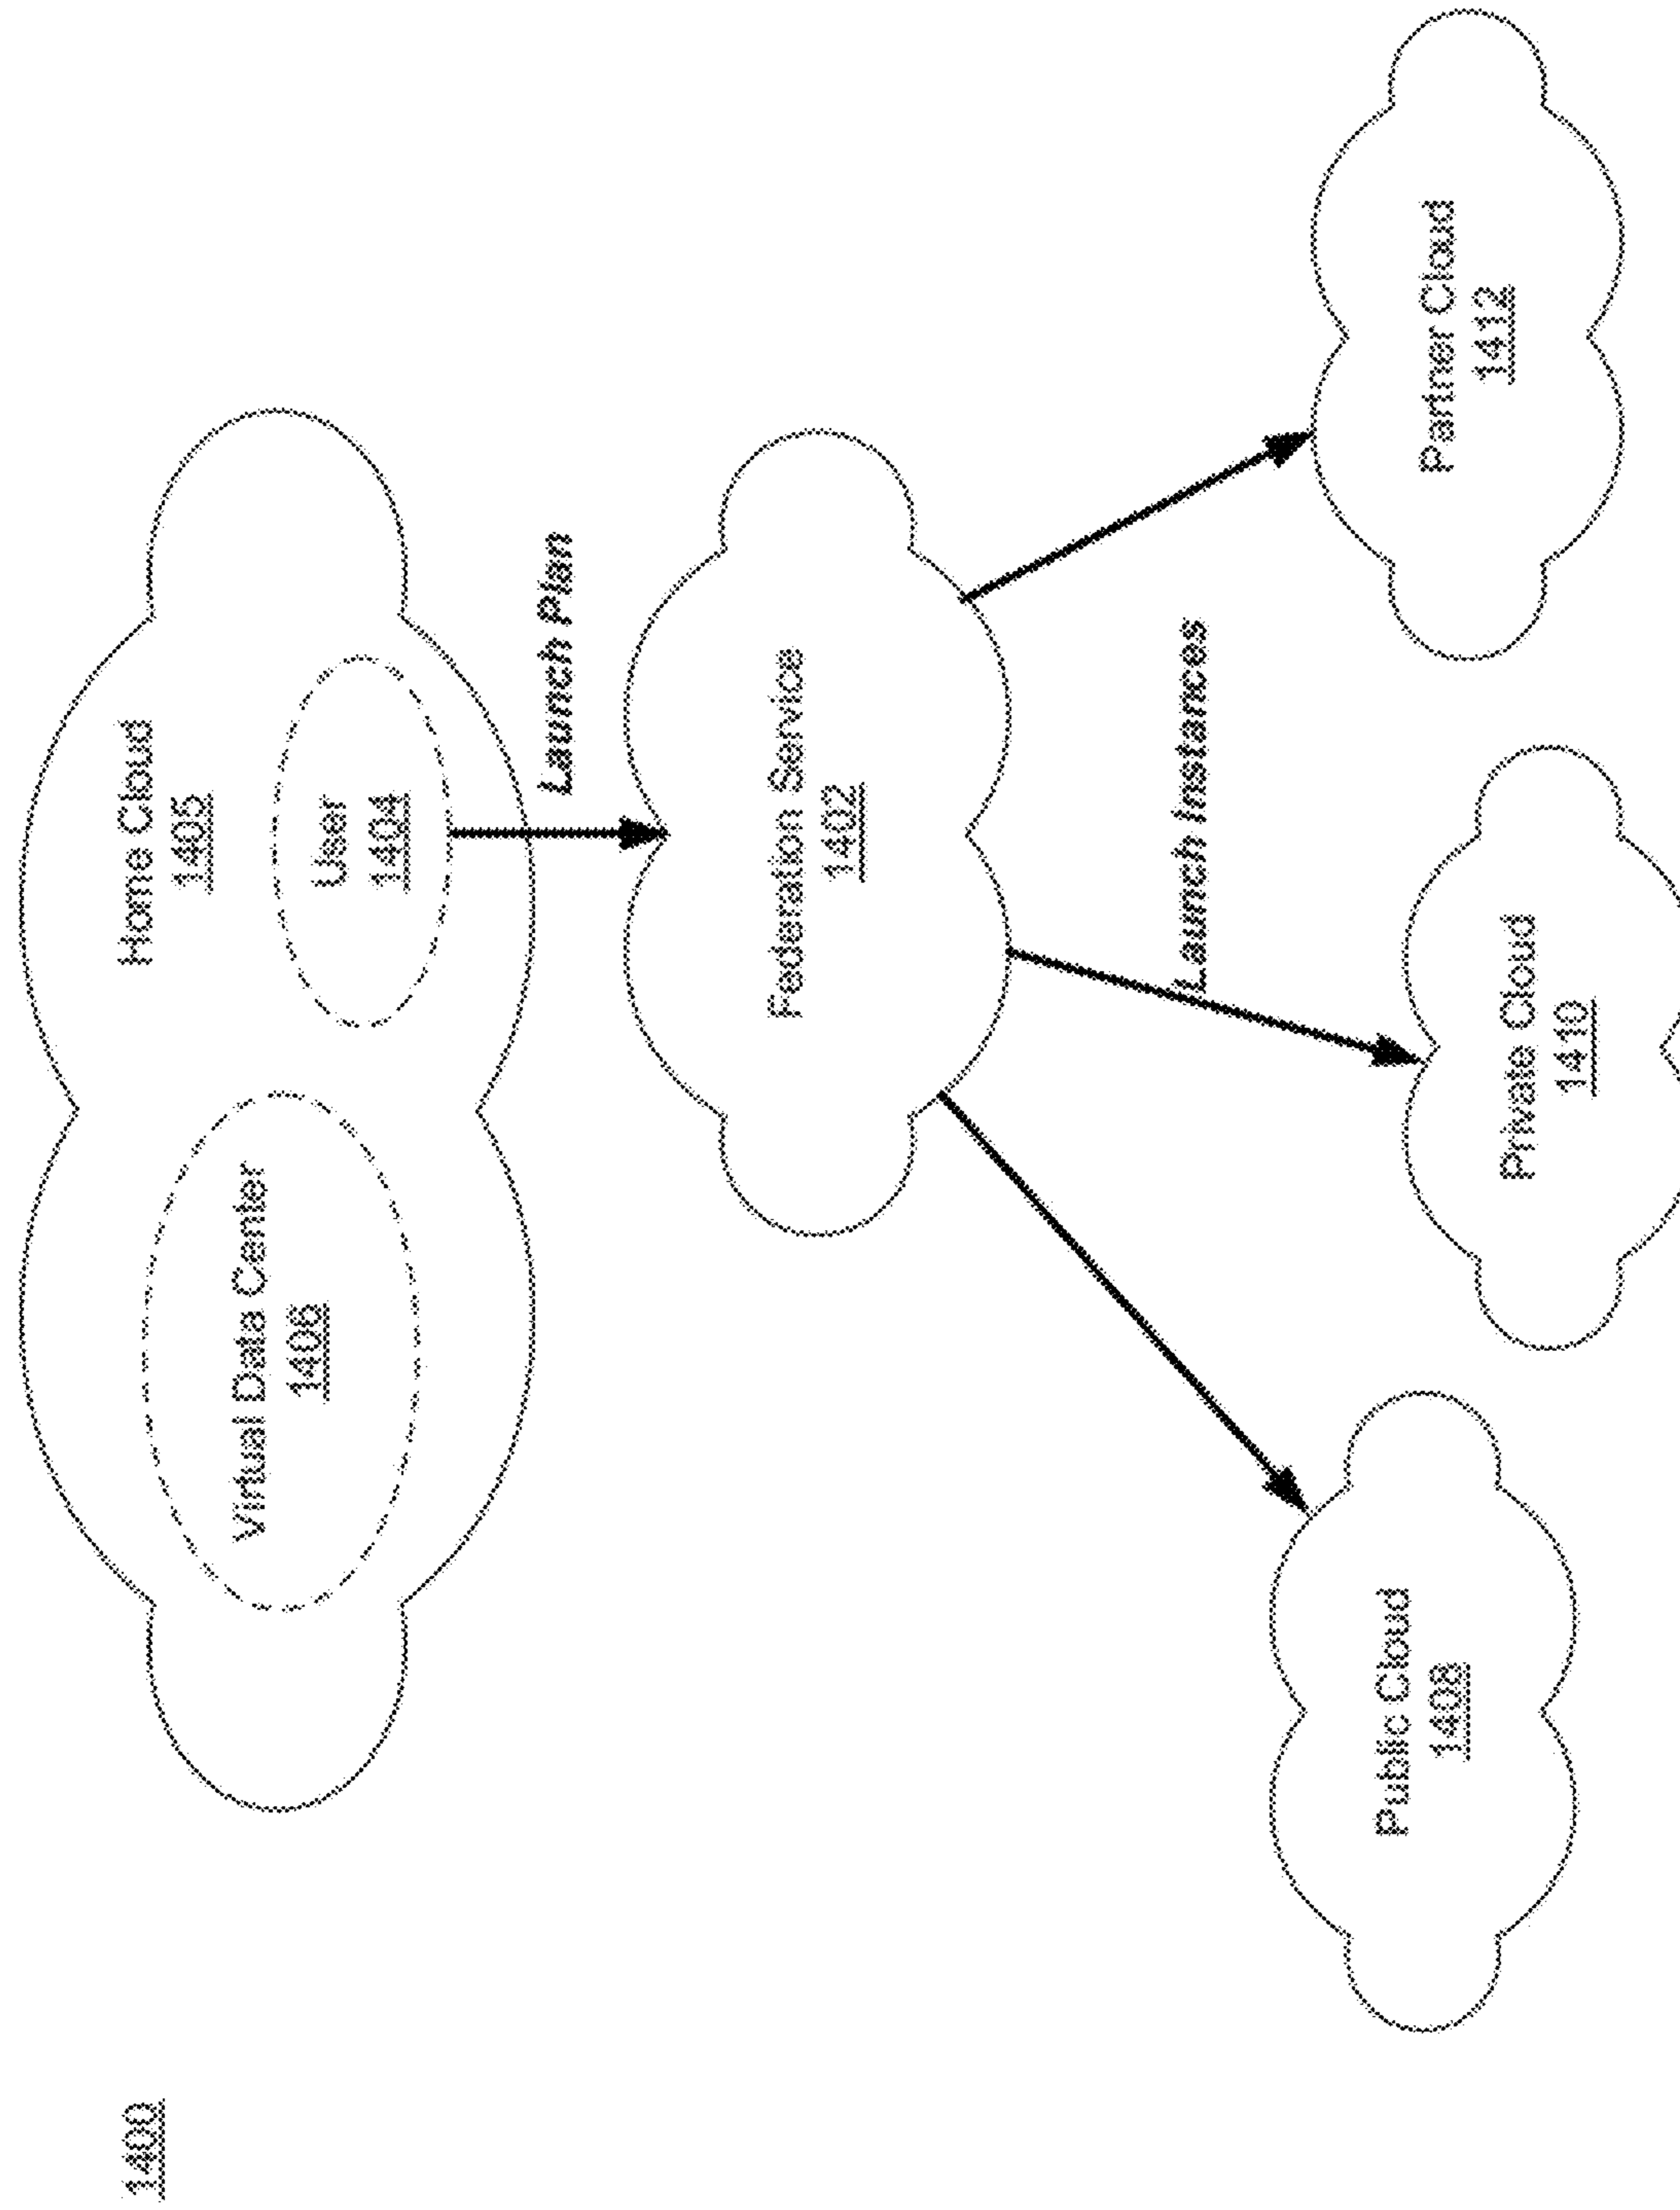 1400
Home Cloud
1405
Virtual Data Center
1406
User
1404
Launch Plan
Federation Service
1402
Launch Instances
Public Cloud
1408
Private Cloud
1410
Partner Cloud
1412